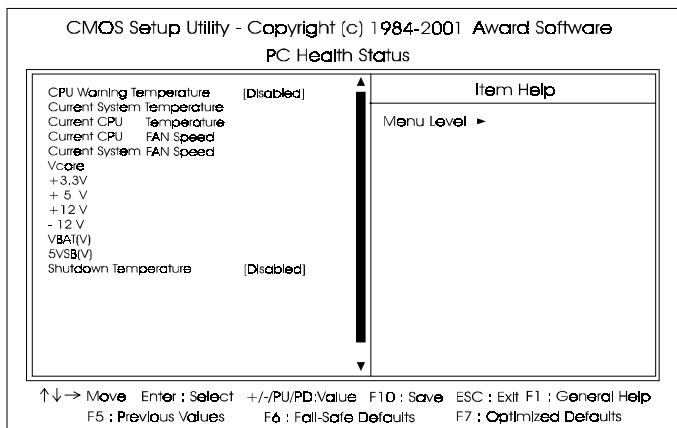 CMOS Setup Utility - Copyright (c) 1984-2001 Award Software
PC Health Status
CPU Warning Temperature [Disabled]
Current System Temperature
Current CPU Temperature
Current CPU FAN Speed
Current System FAN Speed
Vcore
+3.3V
+ 5 V
+12 V
- 12 V
VBAT(V)
5VSB(V)
Shutdown Temperature [Disabled]
Item Help
Menu Level ►
↑↓→ Move Enter : Select +/-/PU/PD:Value F10 : Save ESC : Exit F1 : General Help
F5 : Previous Values F6 : Fail-Safe Defaults F7 : Optimized Defaults